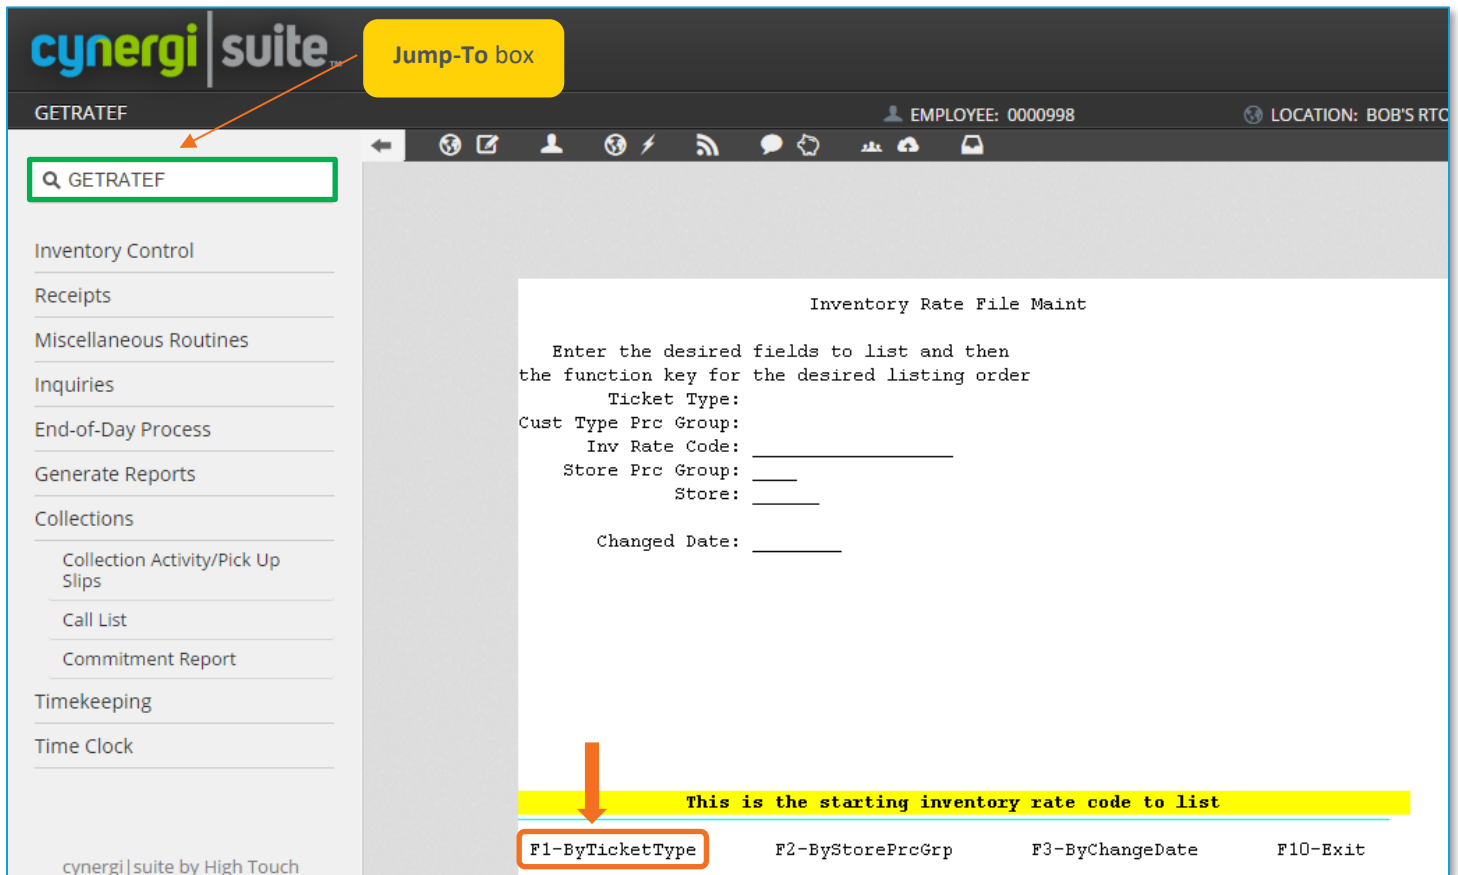 cynergi|suite™
Jump-To box
GETRATEF
EMPLOYEE: 0000998
LOCATION: BOB'S RTO
GETRATEF
Inventory Control
Receipts
Miscellaneous Routines
Inquiries
End-of-Day Process
Generate Reports
Collections
Collection Activity/Pick Up
Slips
Call List
Commitment Report
Timekeeping
Time Clock
cynergi|suite by High Touch
Inventory Rate File Maint
Enter the desired fields to list and then
the function key for the desired listing order
Ticket Type:
Cust Type Prc Group:
Inv Rate Code:
Store Prc Group:
Store:
Changed Date:
This is the starting inventory rate code to list
F1-ByTicketType F2-ByStorePrcGrp F3-ByChangeDate F10-Exit